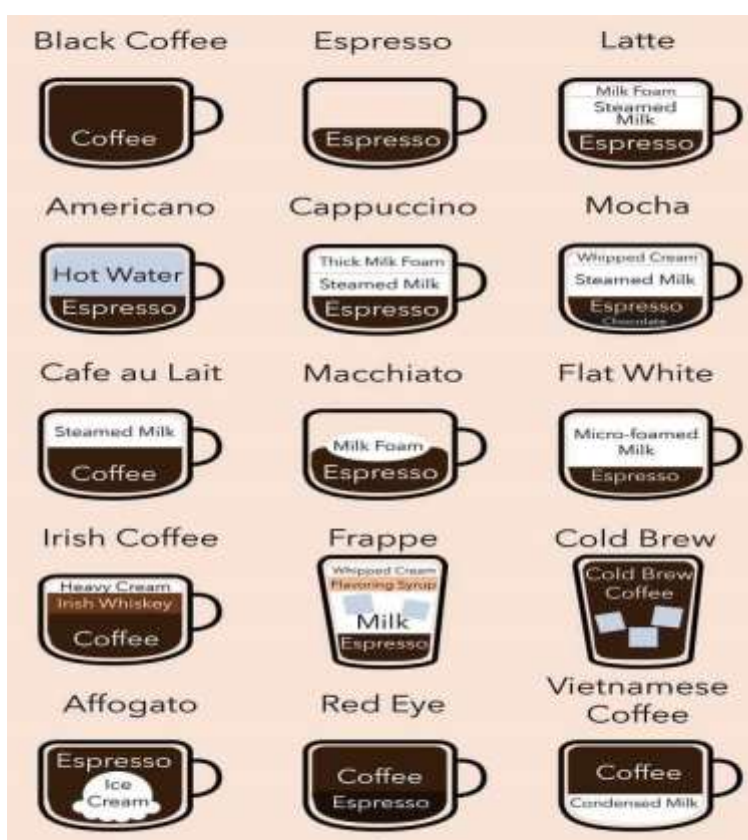 Black Coffee
Espresso
Latte
Coffee
Espresso
Milk Foam
Steamed
Milk
Espresso
Americano
Cappuccino
Mocha
Hot Water
Espresso
Thick Milk Foam
Steamed Milk
Espresso
Whipped Cream
Steamed Milk
Espresso
Chocolate
Cafe au Lait
Macchiato
Flat White
Steamed Milk
Coffee
Milk Foam
Espresso
Micro-foamed
Milk
Espresso
Irish Coffee
Frappe
Cold Brew
Heavy Cream
Irish Whiskey
Coffee
Whipped Cream
Flavoring Syrup
Milk
Espresso
Cold Brew
Coffee
Affogato
Red Eye
Vietnamese
Coffee
Espresso
Ice
Cream
Coffee
Espresso
Coffee
Condensed Milk